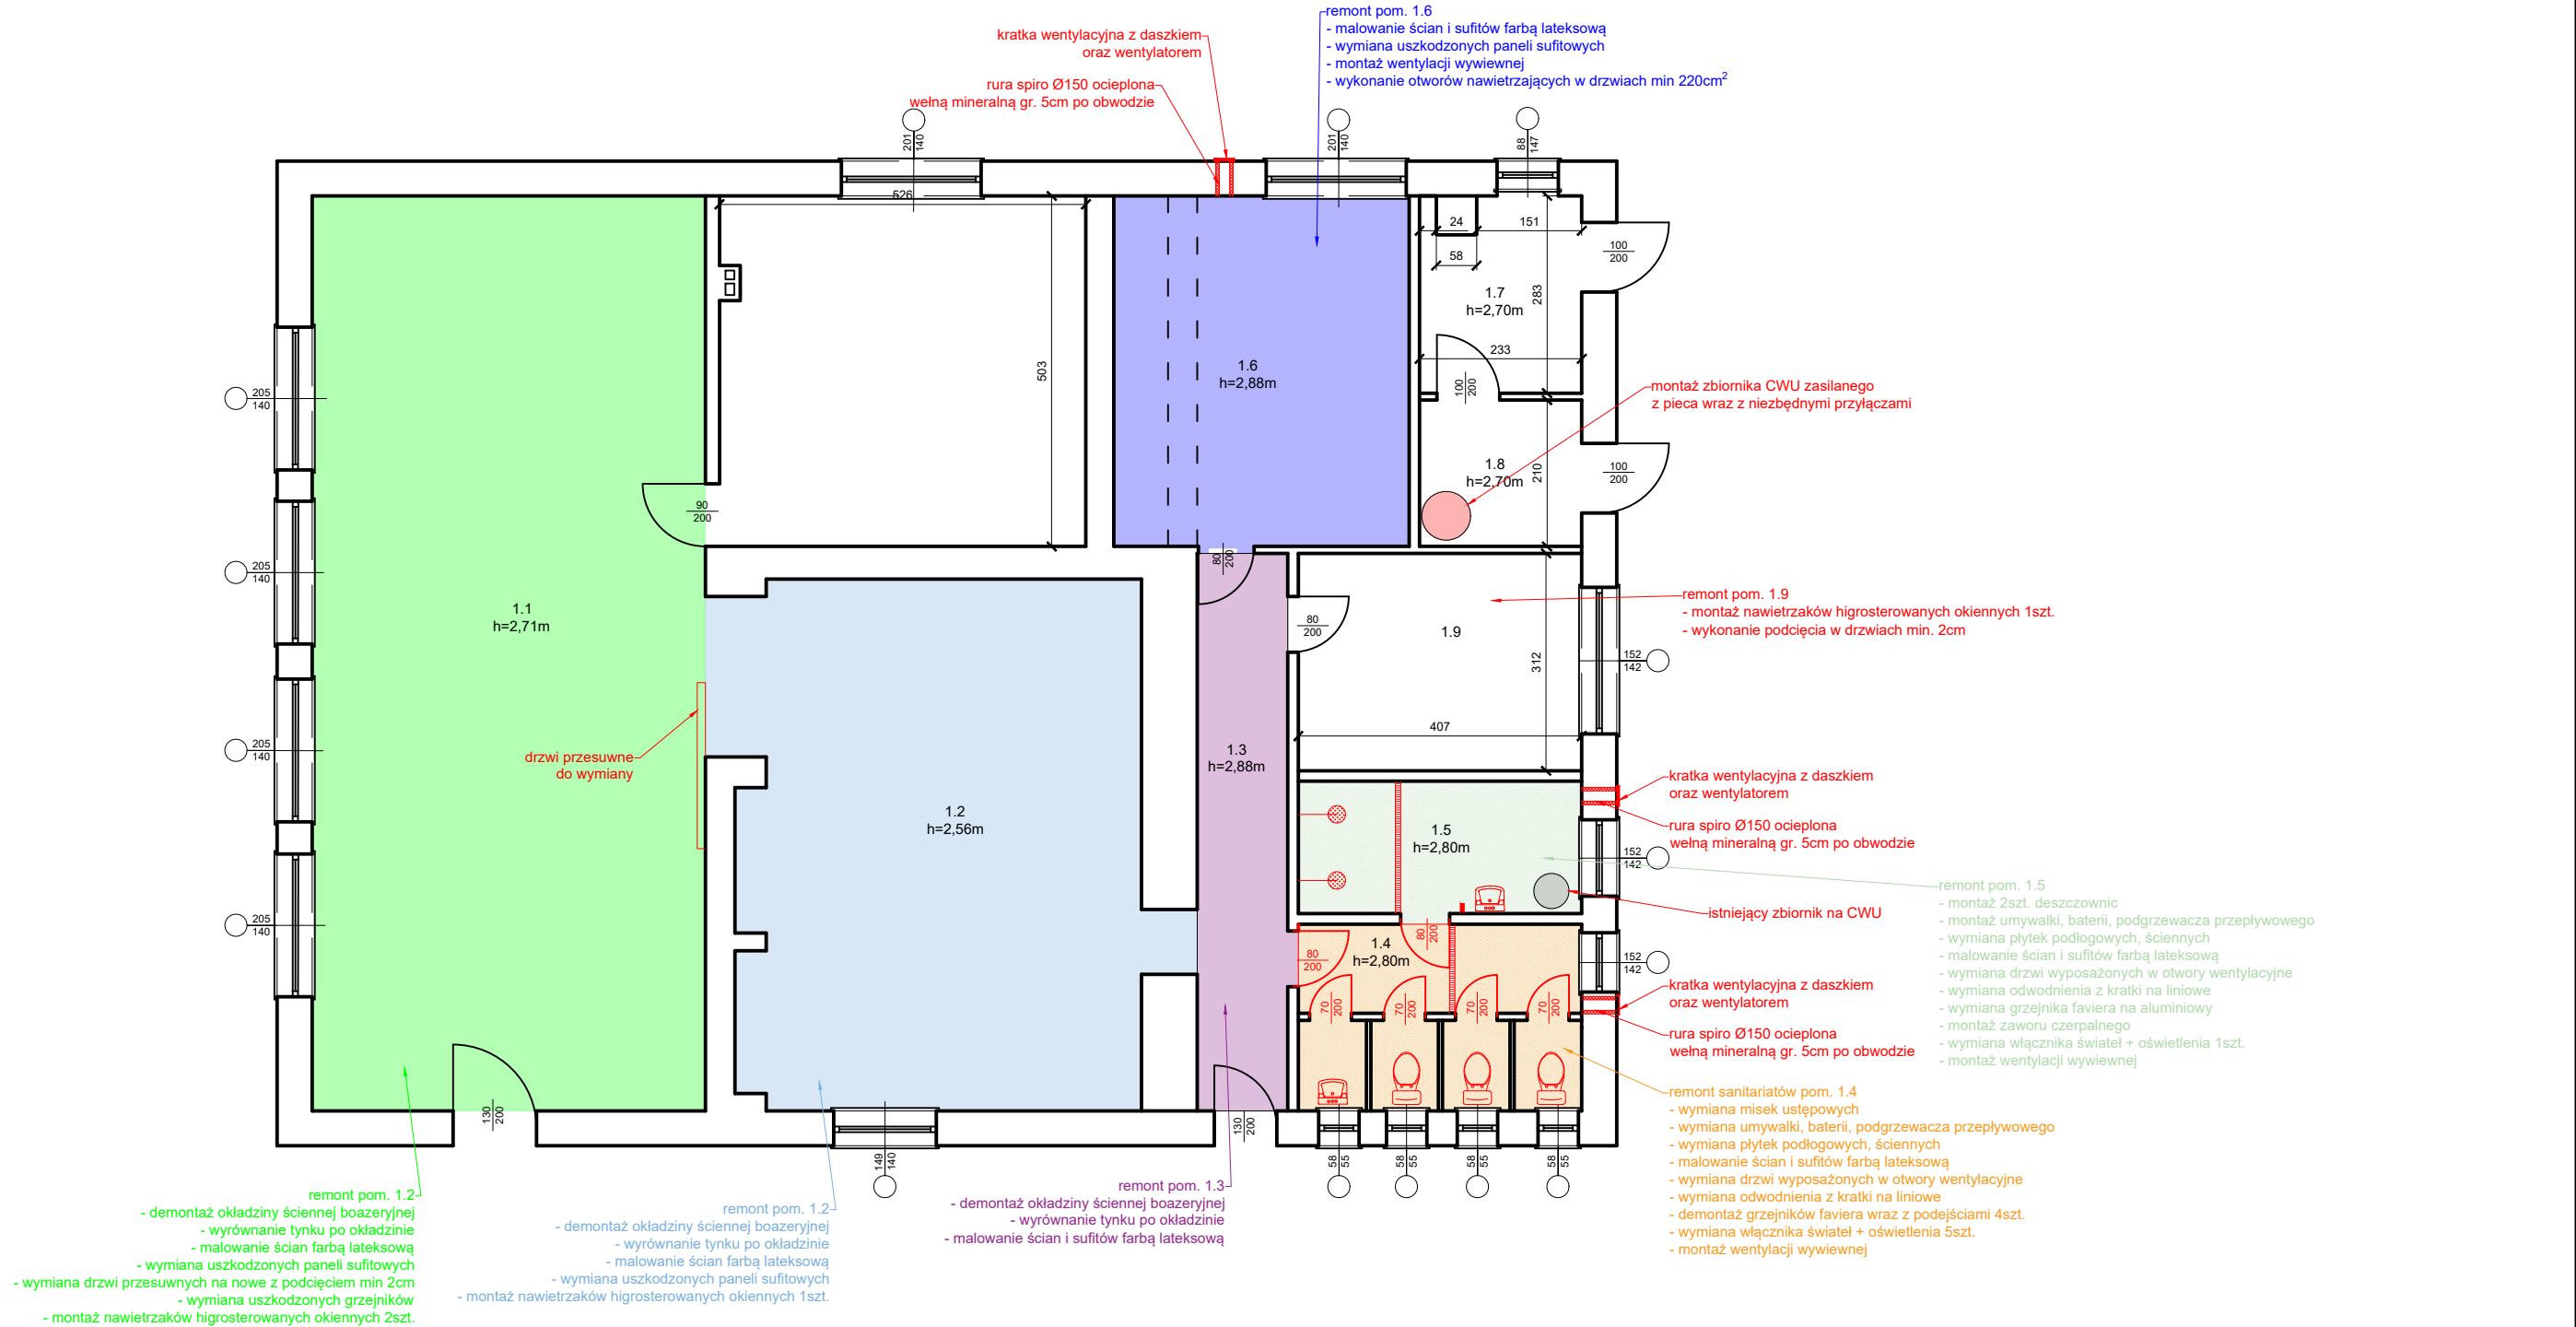 remont pom. 1.6
- malowanie ścian i sufitów farbą lateksową
- wymiana uszkodzonych paneli sufitowych
- montaż wentylacji wywiewnej
- wykonanie otworów nawietrzających w drzwiach min 220cm²
kratka wentylacyjna z daszkiem
oraz wentylatorem
rura spiro Ø150 ocieplona
wełną mineralną gr. 5cm po obwodzie
201
140
201
140
88
147
526
24
151
58
100
200
1.7
h=2,70m
283
233
503
1.6
h=2,88m
100
200
montaż zbiornika CWU zasilanego
z pieca wraz z niezbędnymi przyłączami
205
140
1.8
h=2,70m
210
100
200
90
200
80
200
205
140
1.1
h=2,71m
remont pom. 1.9
- montaż nawietrzaków higrosterowanych okiennych 1szt.
- wykonanie podcięcia w drzwiach min. 2cm
80
200
1.9
312
152
142
407
205
140
drzwi przesuwne
do wymiany
1.3
h=2,88m
kratka wentylacyjna z daszkiem
oraz wentylatorem
1.2
h=2,56m
1.5
h=2,80m
rura spiro Ø150 ocieplona
wełną mineralną gr. 5cm po obwodzie
152
142
remont pom. 1.5
- montaż 2szt. deszczownic
- montaż umywalki, baterii, podgrzewacza przepływowego
- wymiana płytek podłogowych, ściennych
- malowanie ścian i sufitów farbą lateksową
- wymiana drzwi wyposażonych w otwory wentylacyjne
- wymiana odwodnienia z kratki na liniowe
- wymiana grzejnika faviera na aluminiowy
- montaż zaworu czerpalnego
- wymiana włącznika świateł + oświetlenia 1szt.
- montaż wentylacji wywiewnej
istniejący zbiornik na CWU
205
140
80
200
1.4
h=2,80m
80
200
152
142
kratka wentylacyjna z daszkiem
oraz wentylatorem
70
200
70
200
70
200
70
200
rura spiro Ø150 ocieplona
wełną mineralną gr. 5cm po obwodzie
remont sanitariatów pom. 1.4
- wymiana misek ustępowych
- wymiana umywalki, baterii, podgrzewacza przepływowego
- wymiana płytek podłogowych, ściennych
- malowanie ścian i sufitów farbą lateksową
- wymiana drzwi wyposażonych w otwory wentylacyjne
- wymiana odwodnienia z kratki na liniowe
- demontaż grzejników faviera wraz z podejściami 4szt.
- wymiana włącznika świateł + oświetlenia 5szt.
- montaż wentylacji wywiewnej
130
200
130
200
149
140
58
55
58
55
58
55
58
55
remont pom. 1.2
- demontaż okładziny ściennej boazeryjnej
- wyrównanie tynku po okładzinie
- malowanie ścian farbą lateksową
- wymiana uszkodzonych paneli sufitowych
- wymiana drzwi przesuwnych na nowe z podcięciem min 2cm
- wymiana uszkodzonych grzejników
- montaż nawietrzaków higrosterowanych okiennych 2szt.
remont pom. 1.2
- demontaż okładziny ściennej boazeryjnej
- wyrównanie tynku po okładzinie
- malowanie ścian farbą lateksową
- wymiana uszkodzonych paneli sufitowych
- montaż nawietrzaków higrosterowanych okiennych 1szt.
remont pom. 1.3
- demontaż okładziny ściennej boazeryjnej
- wyrównanie tynku po okładzinie
- malowanie ścian i sufitów farbą lateksową